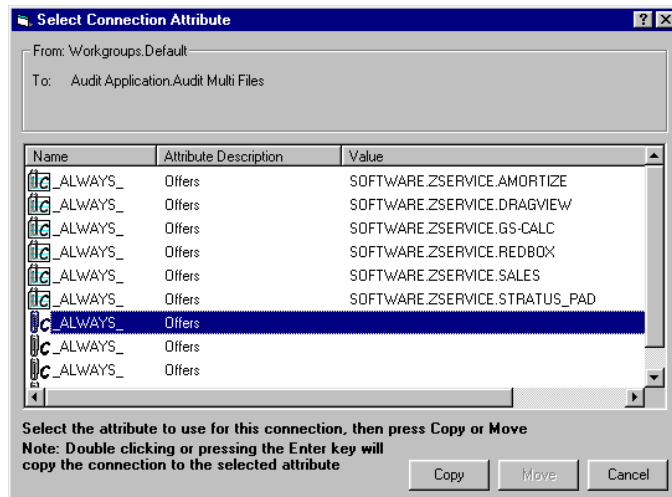 Select Connection Attribute
From: Workgroups.Default
To: Audit Application.Audit Multi Files
Name Attribute Description Value
_ALWAYS_ Offers SOFTWARE.ZSERVICE.AMORTIZE
_ALWAYS_ Offers SOFTWARE.ZSERVICE.DRAGVIEW
_ALWAYS_ Offers SOFTWARE.ZSERVICE.GS-CALC
_ALWAYS_ Offers SOFTWARE.ZSERVICE.REDBOX
_ALWAYS_ Offers SOFTWARE.ZSERVICE.SALES
_ALWAYS_ Offers SOFTWARE.ZSERVICE.STRATUS_PAD
_ALWAYS_ Offers
_ALWAYS_ Offers
_ALWAYS_ Offers
Select the attribute to use for this connection, then press Copy or Move
Note: Double clicking or pressing the Enter key will
copy the connection to the selected attribute
Copy Move Cancel